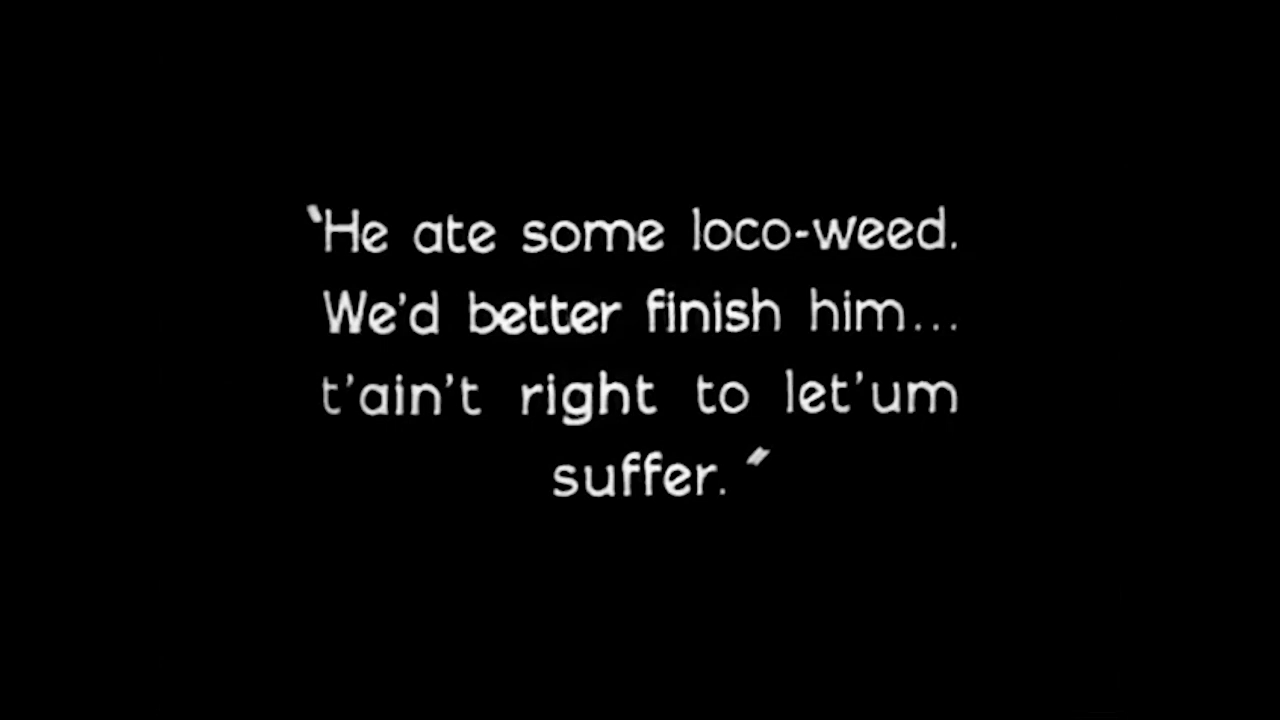 "He ate some loco-weed.
We'd better finish him...
t'ain't right to let'um
suffer."